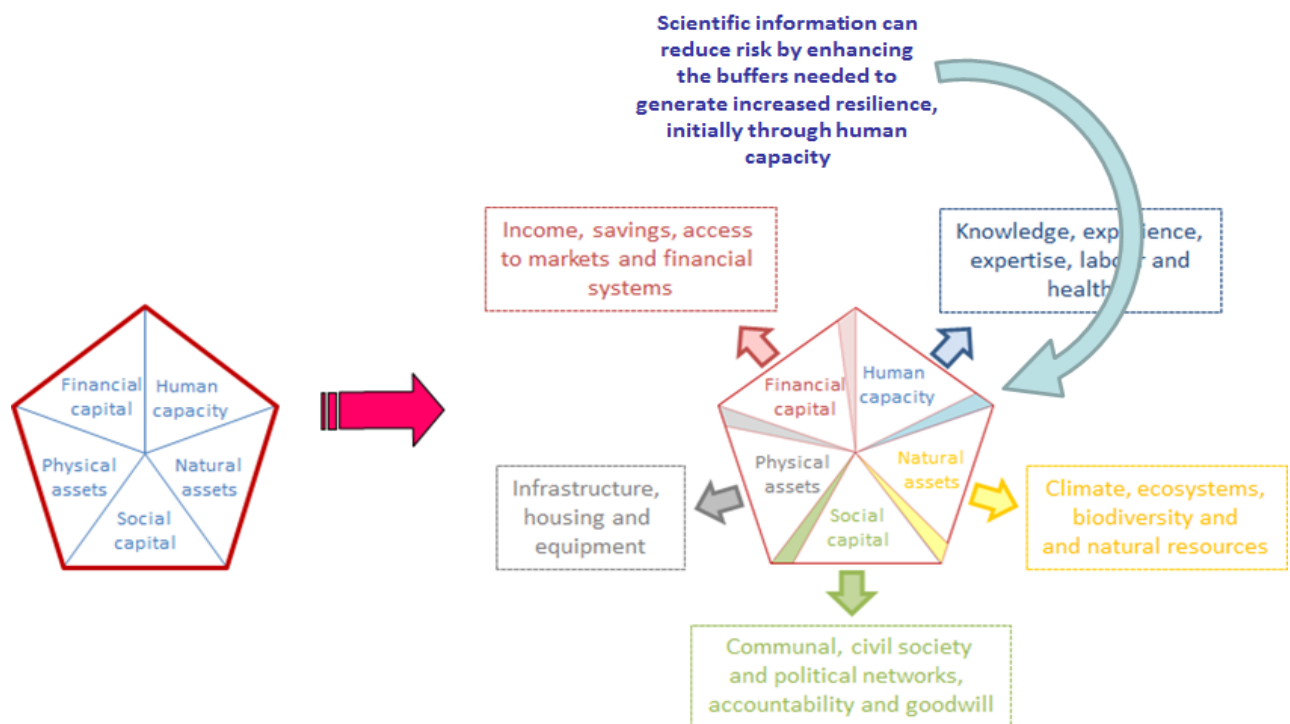 Scientific information can
reduce risk by enhancing
the buffers needed to
generate increased resilience,
initially through human
capacity
Income, savings, access
to markets and financial
systems
Knowledge, experience,
expertise, labour and
health
Financial
capital
Human
capacity
Physical
assets
Natural
assets
Social
capital
Financial
capital
Human
capacity
Physical
assets
Natural
assets
Social
capital
Infrastructure,
housing and
equipment
Climate, ecosystems,
biodiversity and
and natural resources
Communal, civil society
and political networks,
accountability and goodwill